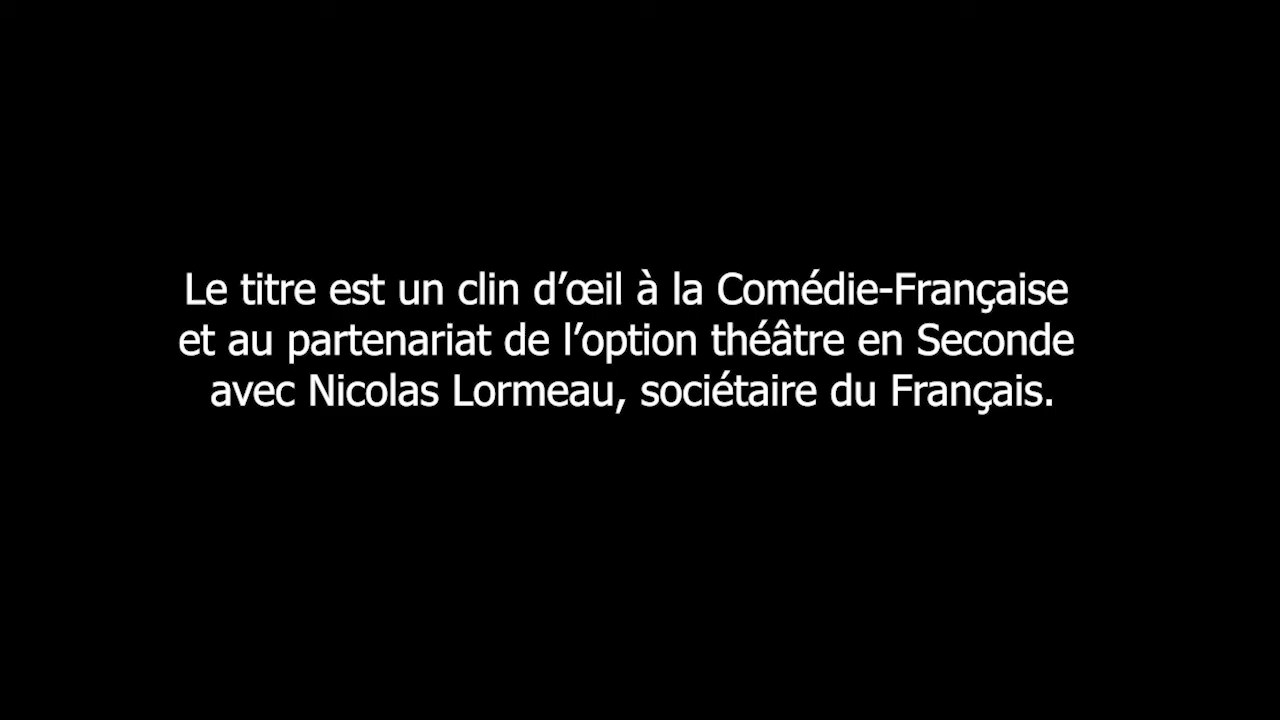 Le titre est un clin d’œil à la Comédie-Française
et au partenariat de l’option théâtre en Seconde
avec Nicolas Lormeau, sociétaire du Français.